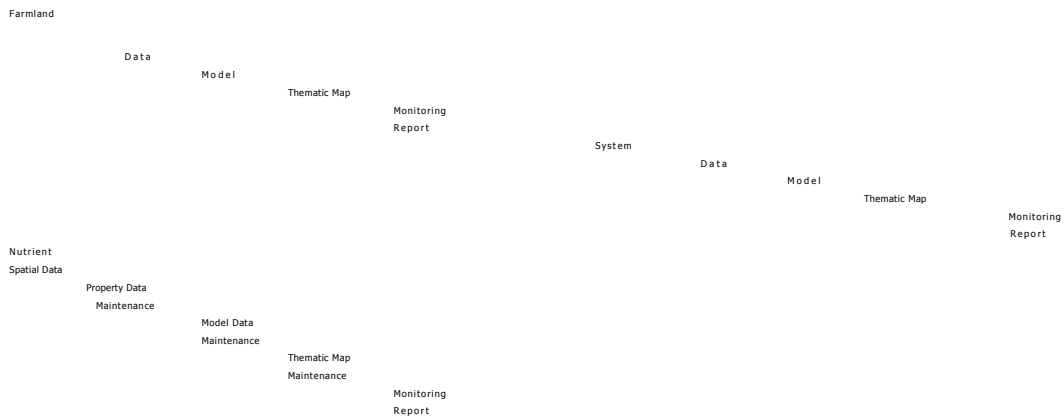 Farmland
Data
Model
Thematic Map
Monitoring
Report
System
Data
Model
Thematic Map
Monitoring
Report
Nutrient
Spatial Data
Property Data
Maintenance
Model Data
Maintenance
Thematic Map
Maintenance
Monitoring
Report